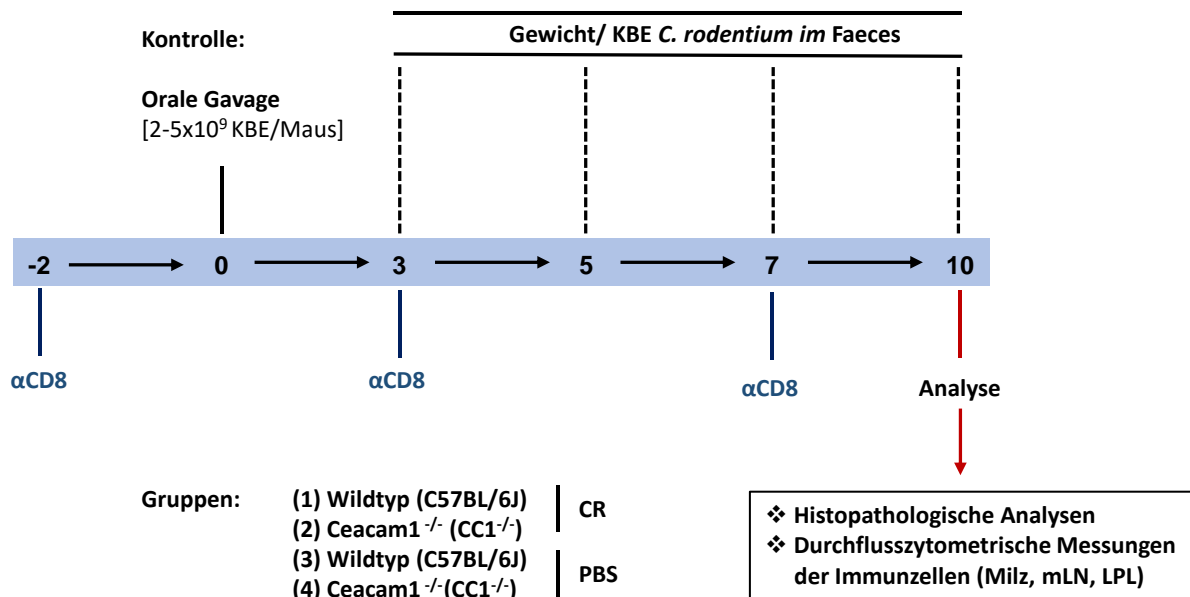 Kontrolle:
Gewicht/ KBE C. rodentium im Faeces
Orale Gavage
[2-5x10⁹ KBE/Maus]
-2 0 3 5 7 10
αCD8 αCD8 αCD8 Analyse
Gruppen:
(1) Wildtyp (C57BL/6J)
(2) Ceacam1 -/- (CC1-/-)
CR
(3) Wildtyp (C57BL/6J)
(4) Ceacam1 -/-(CC1-/-)
PBS
❖ Histopathologische Analysen
❖ Durchflusszytometrische Messungen
der Immunzellen (Milz, mLN, LPL)